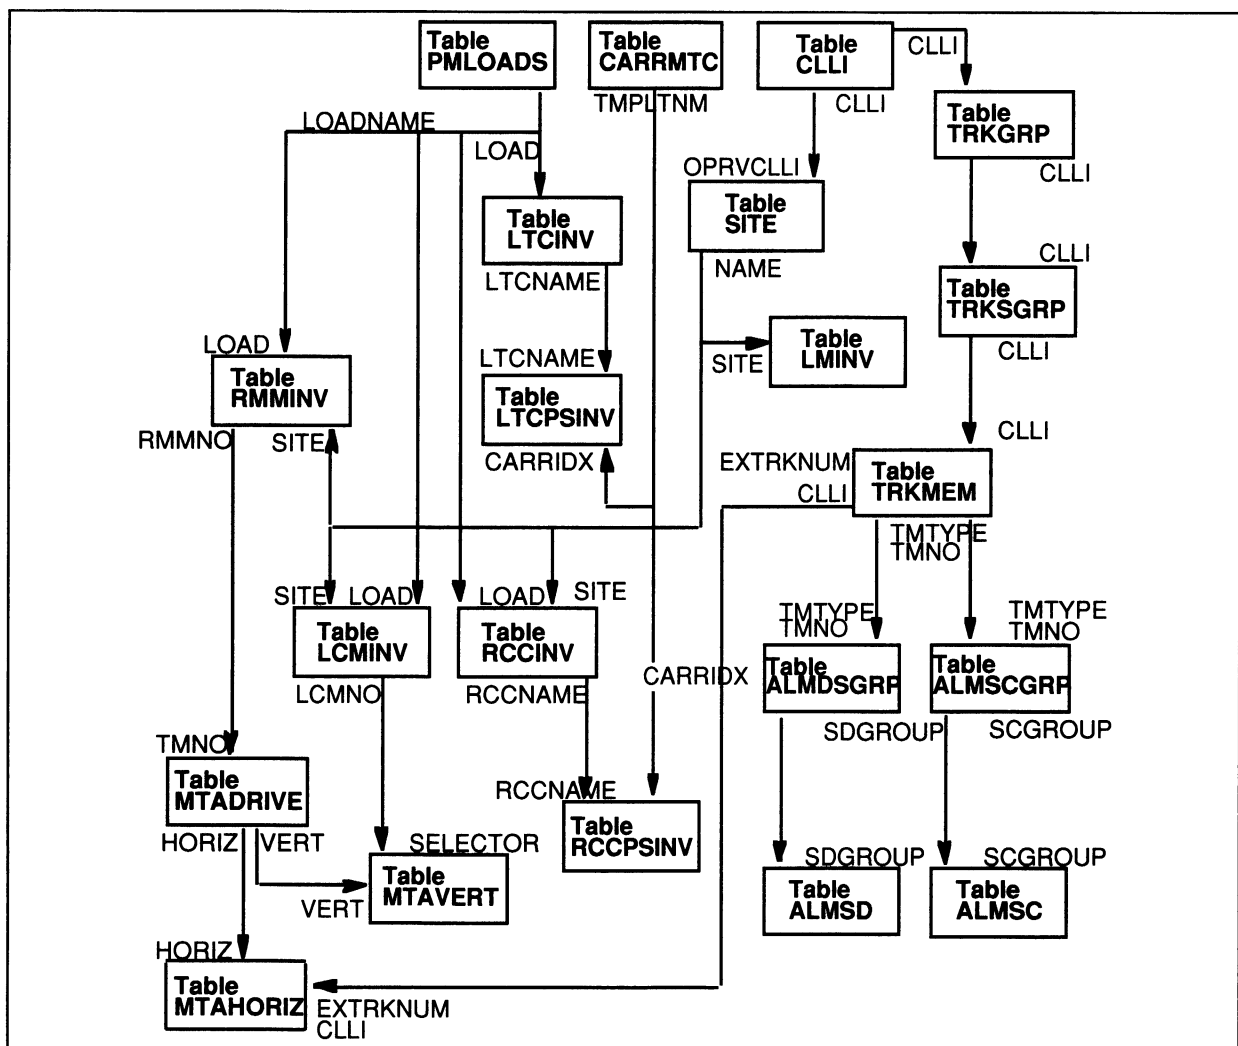 Table
PMLOADS
Table
CARRMTC
Table
CLLI
CLLI
TMPLTNM
CLLI
LOADNAME
Table
TRKGRP
LOAD
OPRVCLLI
CLLI
Table
LTCINV
Table
SITE
LTCNAME
NAME
CLLI
Table
TRKSGRP
LOAD
LTCNAME
SITE
Table
LMINV
CLLI
Table
RMMINV
Table
LTCPSINV
RMMNO
SITE
CARRIDX
CLLI
EXTRKNUM
CLLI
Table
TRKMEM
TMTYPE
TMNO
SITE
LOAD
LOAD
SITE
TMTYPE
TMNO
TMTYPE
TMNO
Table
LCMINV
Table
RCCINV
CARRIDX
Table
ALMDSGRP
Table
ALMSCGRP
LCMNO
RCCNAME
SDGROUP
SCGROUP
TMNO
Table
MTADRIVE
RCCNAME
Table
RCCPSINV
HORIZ
VERT
SELECTOR
SDGROUP
SCGROUP
Table
MTAVERT
VERT
Table
ALMSD
Table
ALMSC
HORIZ
Table
MTAHORIZ
EXTRKNUM
CLLI